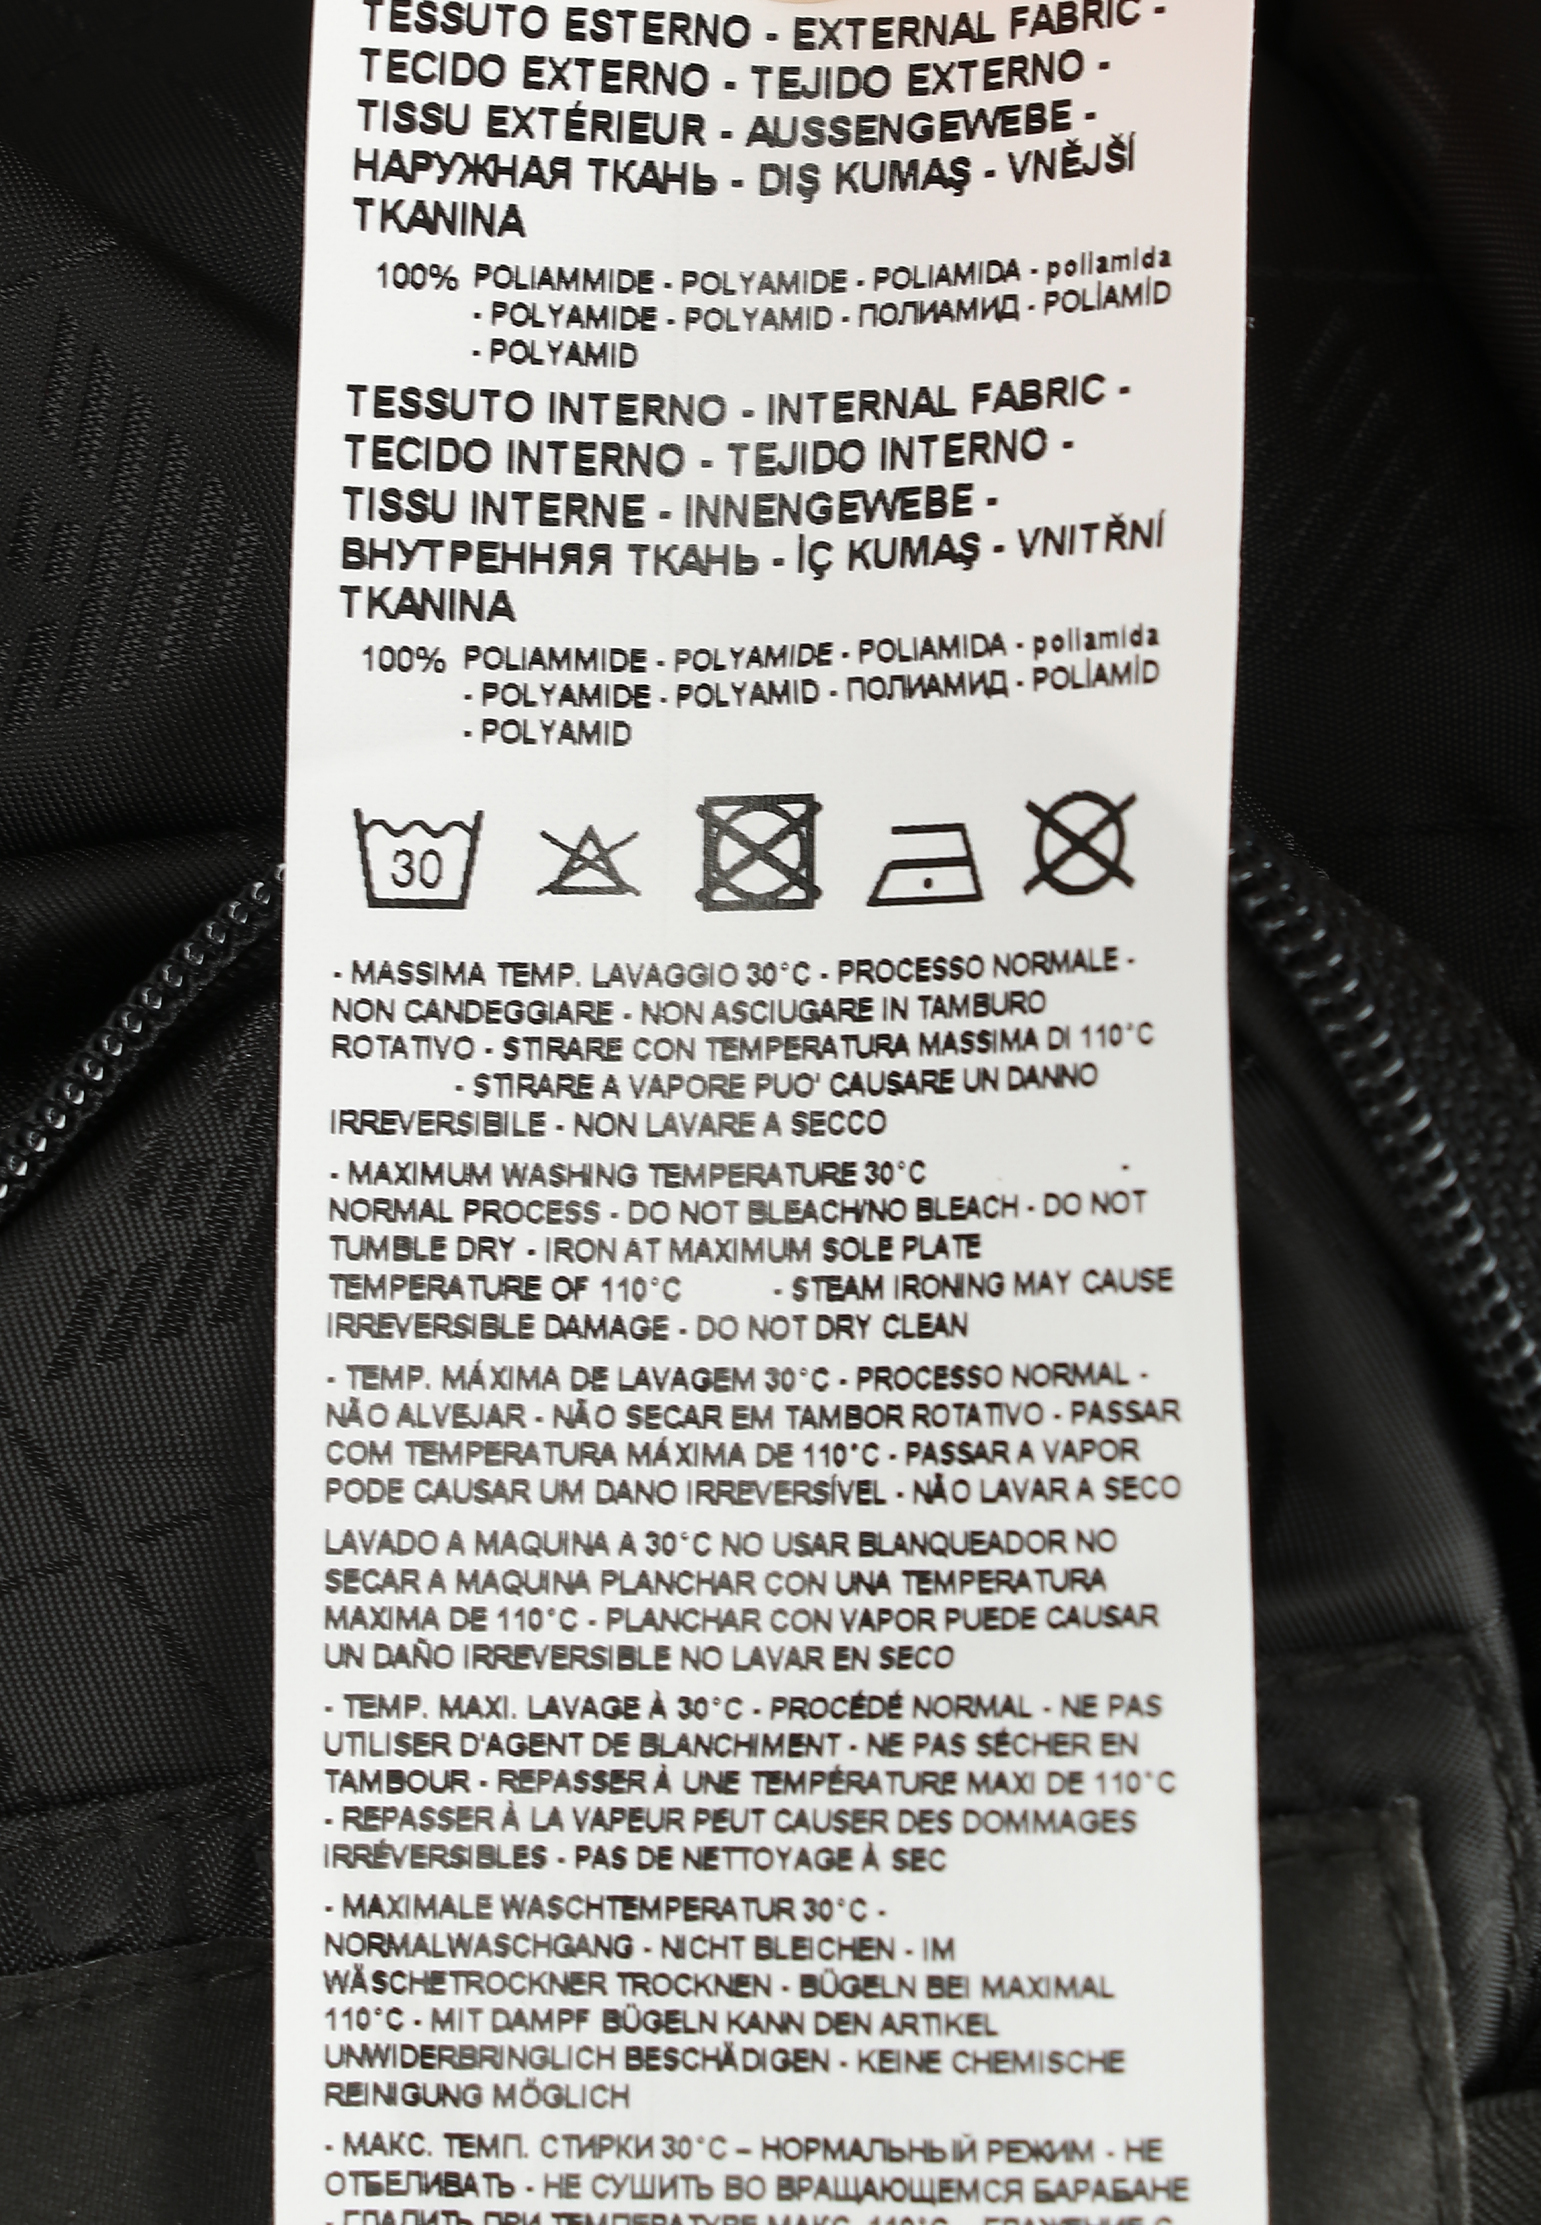 TESSUTO ESTERNO - EXTERNAL FABRIC -
TECIDO EXTERNO - TEJIDO EXTERNO -
TISSU EXTÉRIEUR - AUSSENGEWEBE -
НАРУЖНАЯ ТКАНЬ - DIŞ KUMAŞ - VNĚJŠÍ
TKANINA
100% POLIAMMIDE - POLYAMIDE - POLIAMIDA - poliamida
- POLYAMIDE - POLYAMID - ПОЛИАМИД - POLİAMİD
- POLYAMID
TESSUTO INTERNO - INTERNAL FABRIC -
TECIDO INTERNO - TEJIDO INTERNO -
TISSU INTERNE - INNENGEWEBE -
ВНУТРЕННЯЯ ТКАНЬ - İÇ KUMAŞ - VNITŘNÍ
TKANINA
100% POLIAMMIDE - POLYAMIDE - POLIAMIDA - poliamida
- POLYAMIDE - POLYAMID - ПОЛИАМИД - POLİAMİD
- POLYAMID
30
- MASSIMA TEMP. LAVAGGIO 30°C - PROCESSO NORMALE -
NON CANDEGGIARE - NON ASCIUGARE IN TAMBURO
ROTATIVO - STIRARE CON TEMPERATURA MASSIMA DI 110°C
- STIRARE A VAPORE PUO' CAUSARE UN DANNO
IRREVERSIBILE - NON LAVARE A SECCO
- MAXIMUM WASHING TEMPERATURE 30°C -
NORMAL PROCESS - DO NOT BLEACH/NO BLEACH - DO NOT
TUMBLE DRY - IRON AT MAXIMUM SOLE PLATE
TEMPERATURE OF 110°C - STEAM IRONING MAY CAUSE
IRREVERSIBLE DAMAGE - DO NOT DRY CLEAN
- TEMP. MÁXIMA DE LAVAGEM 30°C - PROCESSO NORMAL -
NÃO ALVEJAR - NÃO SECAR EM TAMBOR ROTATIVO - PASSAR
COM TEMPERATURA MÁXIMA DE 110°C - PASSAR A VAPOR
PODE CAUSAR UM DANO IRREVERSÍVEL - NÃO LAVAR A SECO
LAVADO A MAQUINA A 30°C NO USAR BLANQUEADOR NO
SECAR A MAQUINA PLANCHAR CON UNA TEMPERATURA
MAXIMA DE 110°C - PLANCHAR CON VAPOR PUEDE CAUSAR
UN DAÑO IRREVERSIBLE NO LAVAR EN SECO
- TEMP. MAXI. LAVAGE À 30°C - PROCÉDÉ NORMAL - NE PAS
UTILISER D'AGENT DE BLANCHIMENT - NE PAS SÉCHER EN
TAMBOUR - REPASSER À UNE TEMPÉRATURE MAXI DE 110°C
- REPASSER À LA VAPEUR PEUT CAUSER DES DOMMAGES
IRRÉVERSIBLES - PAS DE NETTOYAGE À SEC
- MAXIMALE WASCHTEMPERATUR 30°C -
NORMALWASCHGANG - NICHT BLEICHEN - IM
WÄSCHETROCKNER TROCKNEN - BÜGELN BEI MAXIMAL
110°C - MIT DAMPF BÜGELN KANN DEN ARTIKEL
UNWIDERBRINGLICH BESCHÄDIGEN - KEINE CHEMISCHE
REINIGUNG MÖGLICH
- МАКС. ТЕМП. СТИРКИ 30°C – НОРМАЛЬНЫЙ РЕЖИМ - НЕ
ОТБЕЛИВАТЬ - НЕ СУШИТЬ ВО ВРАЩАЮЩЕМСЯ БАРАБАНЕ
- ГЛАДИТЬ ПРИ ТЕМПЕРАТУРЕ МАКС. 110°C